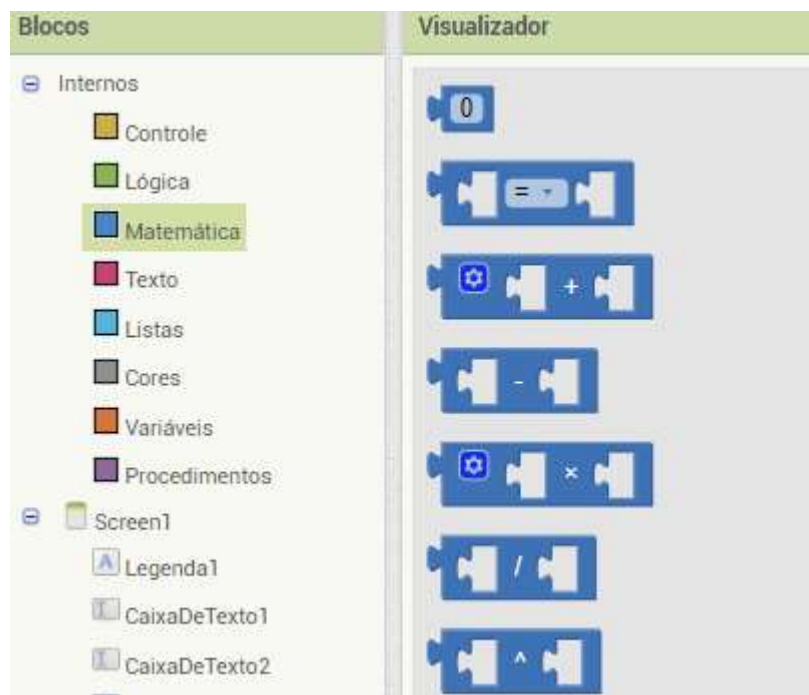 Blocos
Internos
Controle
Lógica
Matemática
Texto
Listas
Cores
Variáveis
Procedimentos
Screen1
A Legenda1
CaixaDeTexto1
CaixaDeTexto2
Visualizador
0
=
+
-
×
/
^